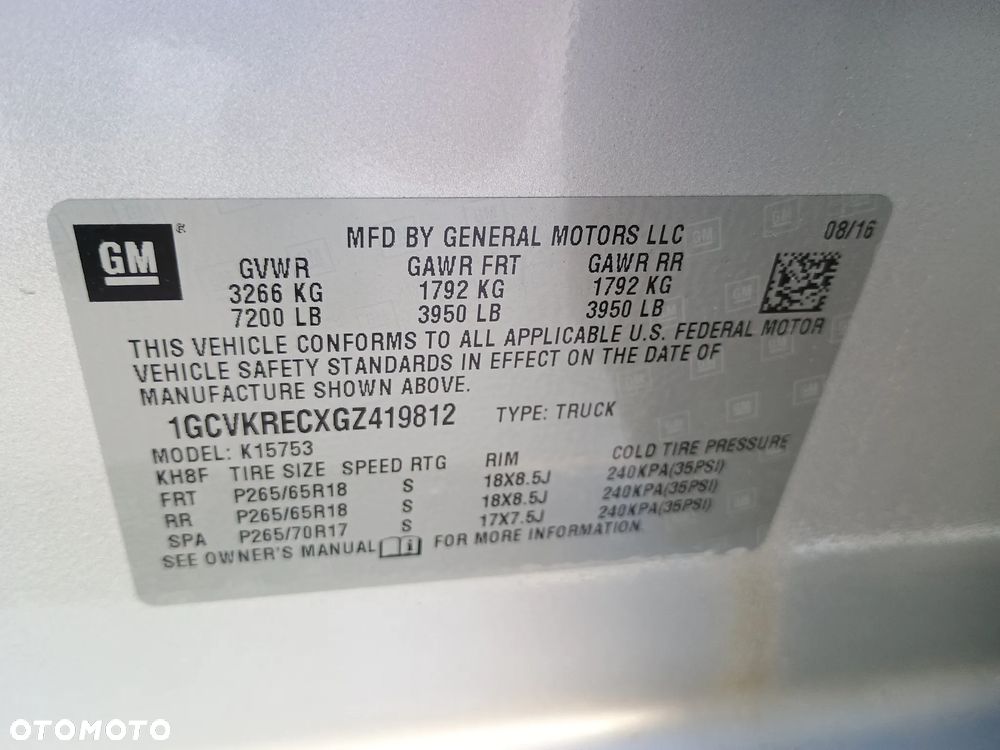 GM
®
MFD BY GENERAL MOTORS LLC 08/16
GVWR GAWR FRT GAWR RR
3266 KG 1792 KG 1792 KG
7200 LB 3950 LB 3950 LB
THIS VEHICLE CONFORMS TO ALL APPLICABLE U.S. FEDERAL MOTOR
VEHICLE SAFETY STANDARDS IN EFFECT ON THE DATE OF
MANUFACTURE SHOWN ABOVE.
1GCVKRECXGZ419812 TYPE: TRUCK
MODEL: K15753
KH8F TIRE SIZE SPEED RTG RIM COLD TIRE PRESSURE
FRT P265/65R18 S 18X8.5J 240KPA(35PSI)
RR P265/65R18 S 18X8.5J 240KPA(35PSI)
SPA P265/70R17 S 17X7.5J 240KPA(35PSI)
SEE OWNER'S MANUAL FOR MORE INFORMATION.
OTOMOTO